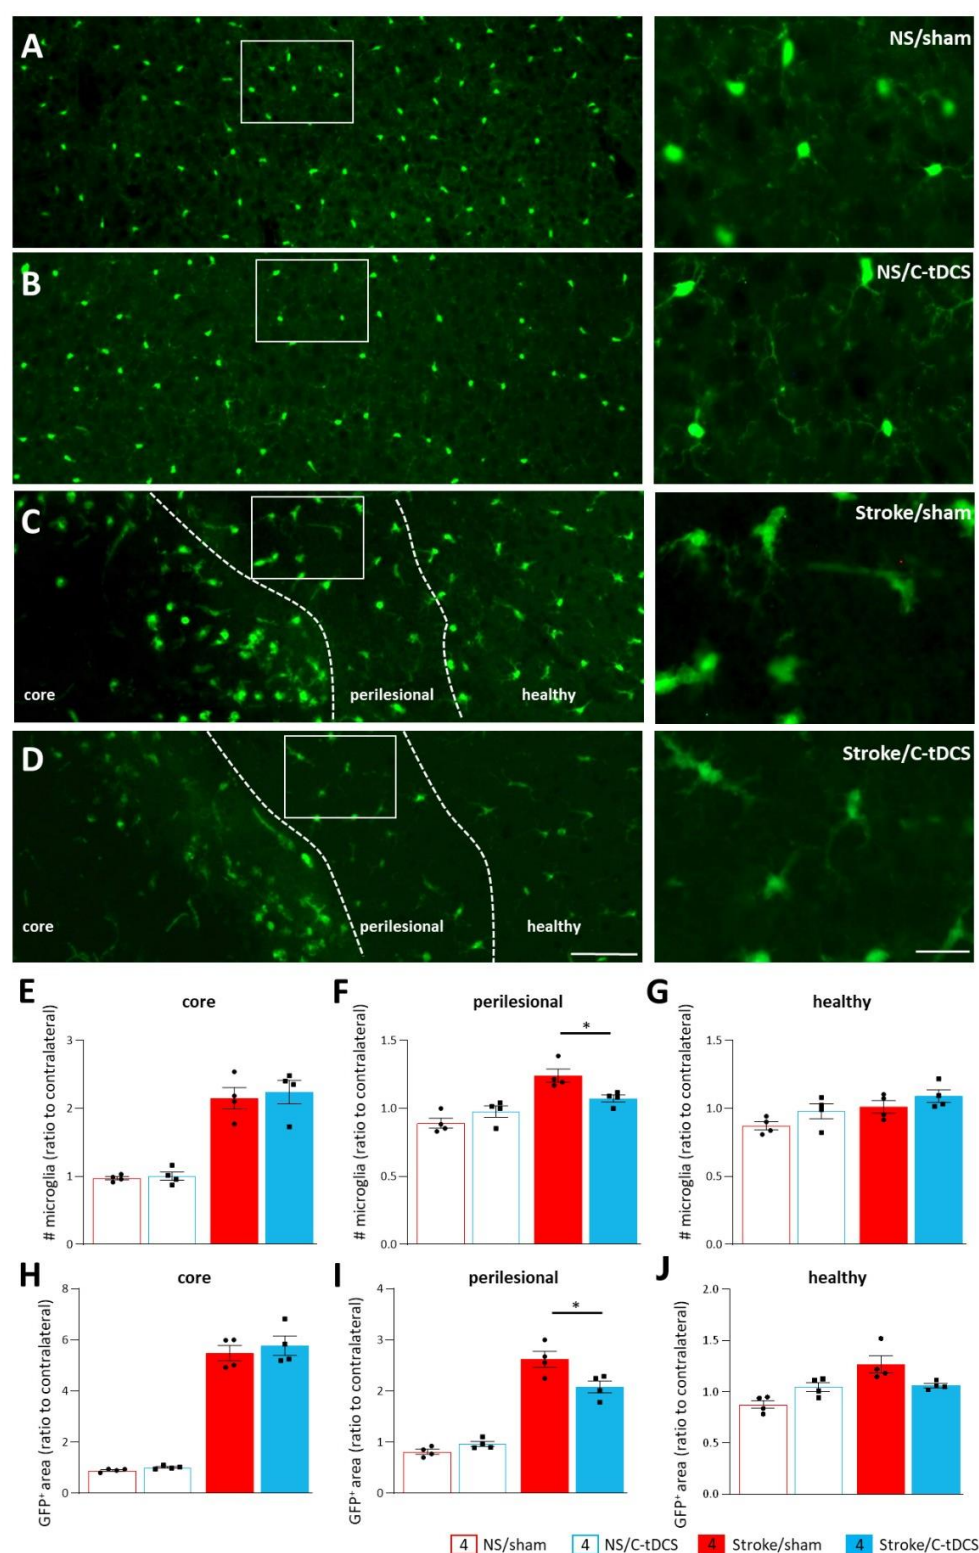 A
NS/sham
B
NS/C-tDCS
C
Stroke/sham
core
perilesional
healthy
D
Stroke/C-tDCS
core
perilesional
healthy
E
core
# microglia (ratio to contralateral)
3
2
1
0
F
perilesional
# microglia (ratio to contralateral)
1.5
1.0
0.5
0.0
*
G
healthy
# microglia (ratio to contralateral)
1.5
1.0
0.5
0.0
H
core
GFP⁺ area (ratio to contralateral)
8
6
4
2
0
I
perilesional
GFP⁺ area (ratio to contralateral)
4
3
2
1
0
*
J
healthy
GFP⁺ area (ratio to contralateral)
2.0
1.5
1.0
0.5
0.0
4 NS/sham 4 NS/C-tDCS 4 Stroke/sham 4 Stroke/C-tDCS